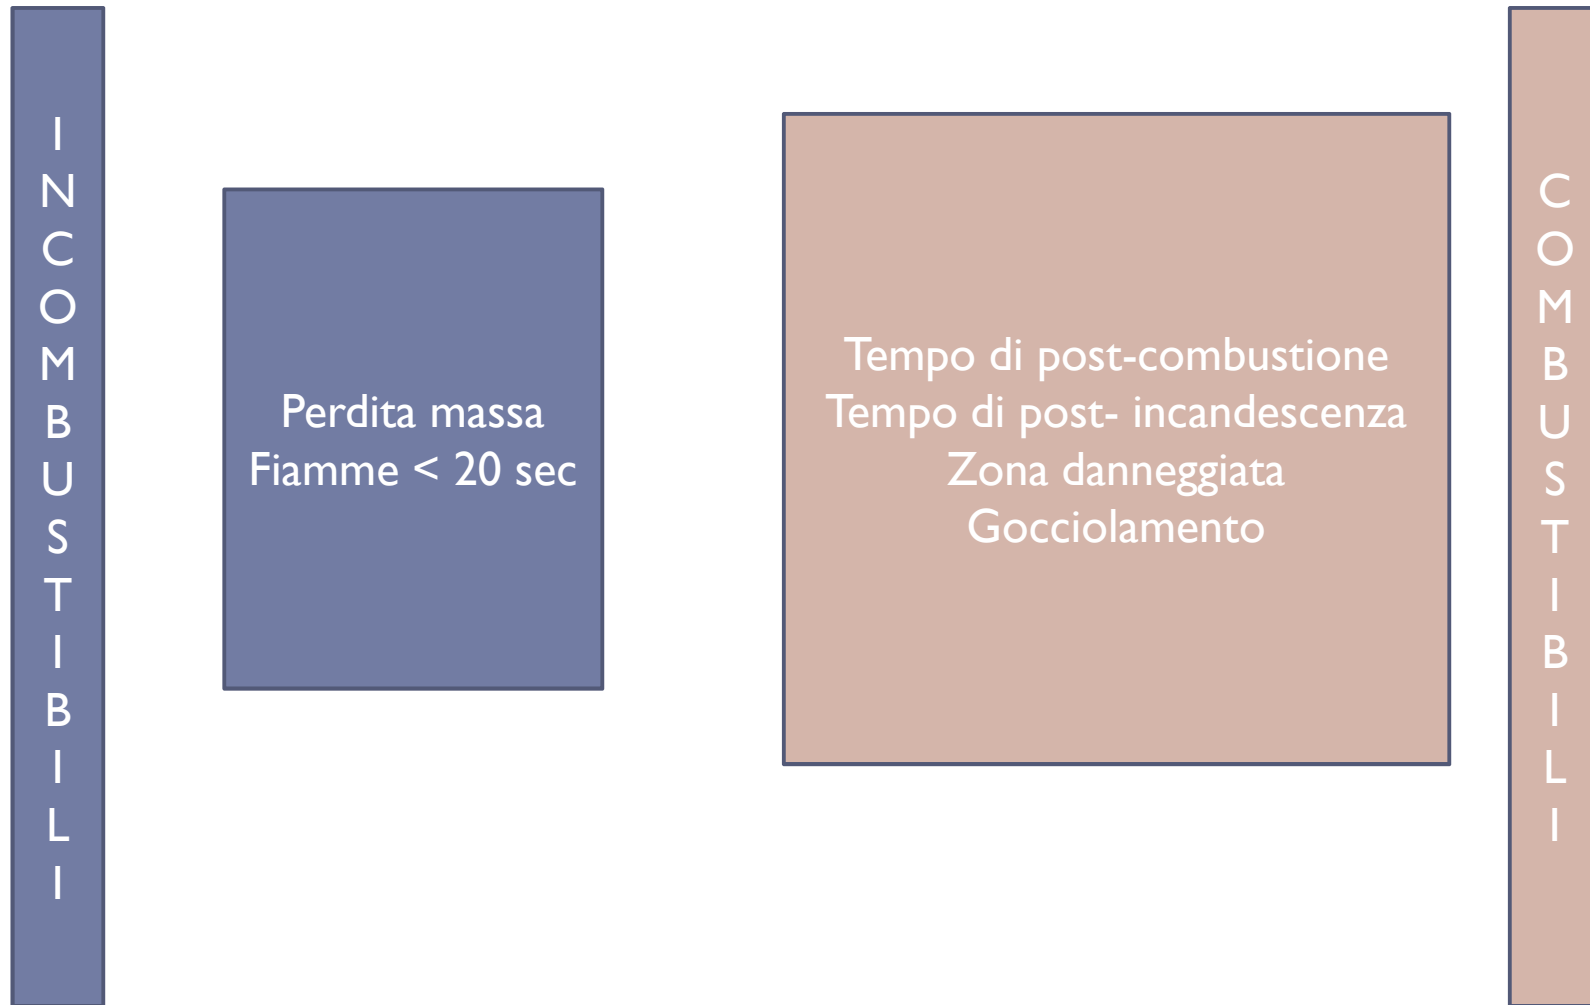 INCOMBUSTIBILI
Perdita massa
Fiamme < 20 sec
Tempo di post-combustione
Tempo di post- incandescenza
Zona danneggiata
Gocciolamento
COMBUSTIBILI